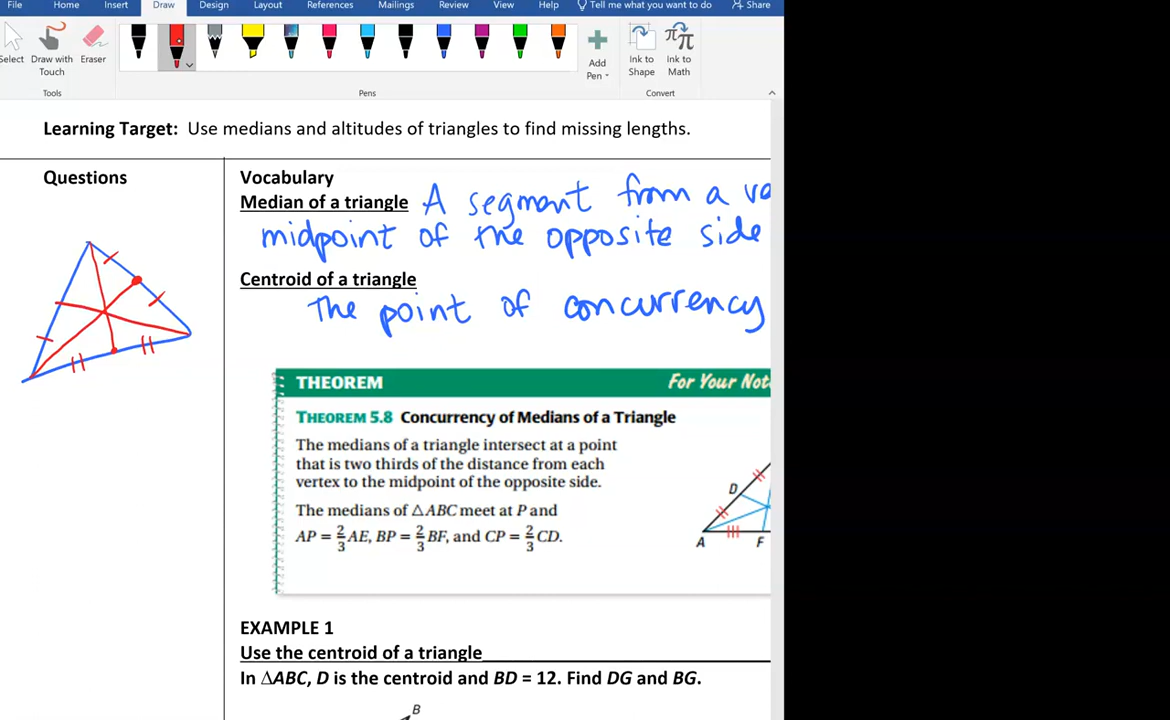 File Home Insert Draw Design Layout References Mailings Review View Help Tell me what you want to do Share
Select Draw with Touch Eraser Add Pen Ink to Shape Ink to Math
Tools Pens Convert
Learning Target: Use medians and altitudes of triangles to find missing lengths.
Questions
Vocabulary
Median of a triangle A segment from a
midpoint of the opposite side
Centroid of a triangle
The point of concurrency
THEOREM For Your
THEOREM 5.8 Concurrency of Medians of a Triangle
The medians of a triangle intersect at a point
that is two thirds of the distance from each
vertex to the midpoint of the opposite side.
The medians of △ABC meet at P and
AP = 2/3 AE, BP = 2/3 BF, and CP = 2/3 CD.
D
A F
EXAMPLE 1
Use the centroid of a triangle
In △ABC, D is the centroid and BD = 12. Find DG and BG.
B